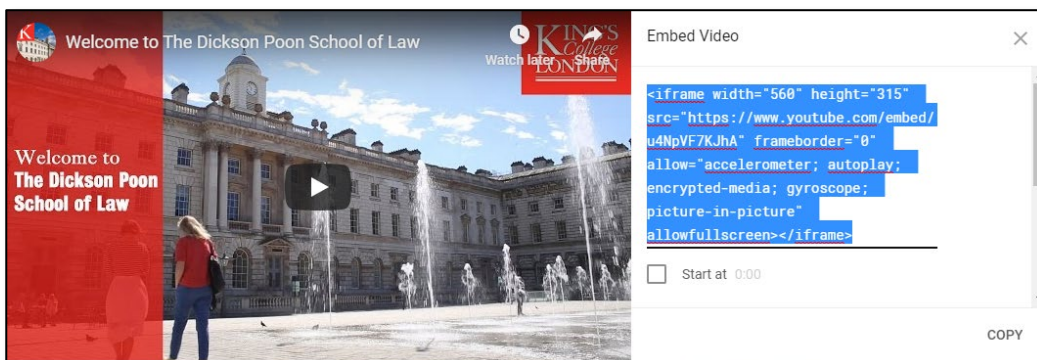 Welcome to The Dickson Poon School of Law
Watch later
Share
KING'S
College
LONDON
Welcome to
The Dickson Poon
School of Law
Embed Video
<iframe width="560" height="315"
src="https://www.youtube.com/embed/
u4NpVF7KJhA" frameborder="0"
allow="accelerometer; autoplay;
encrypted-media; gyroscope;
picture-in-picture"
allowfullscreen></iframe>
Start at 0:00
COPY